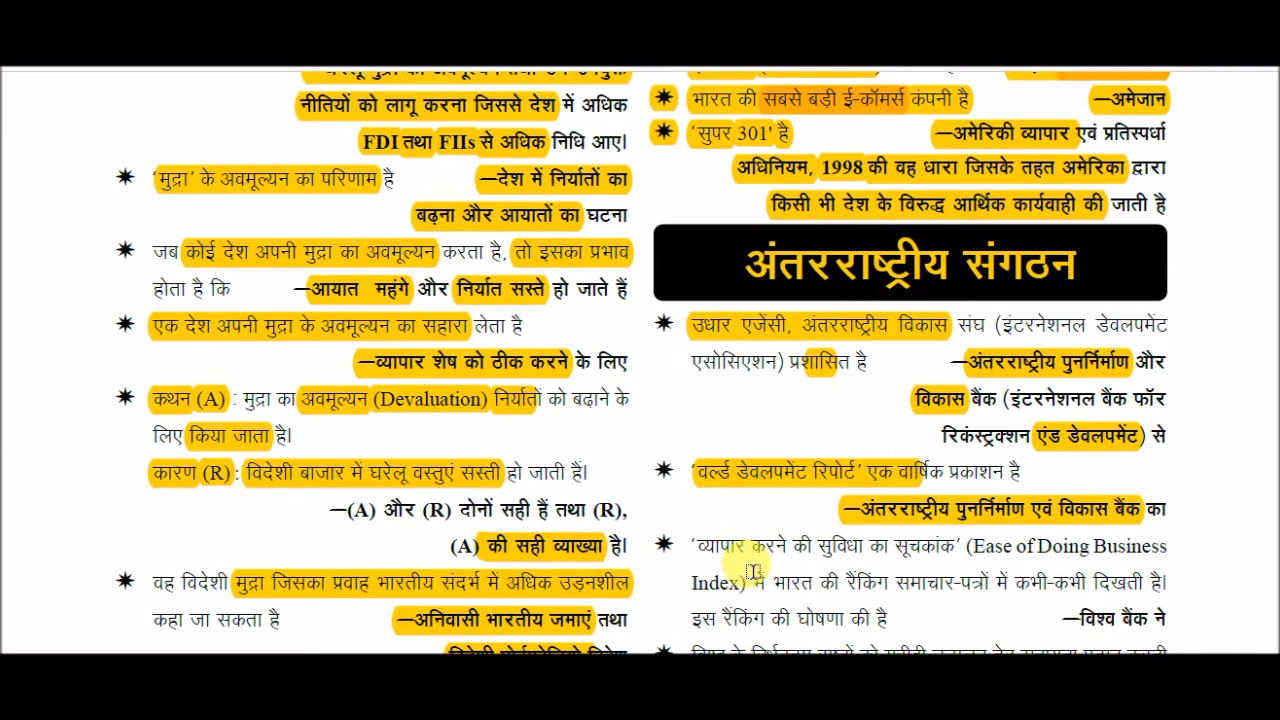 नीतियों को लागू करना जिससे देश में अधिक
FDI तथा FIIs से अधिक निधि आए।
✷ 'मुद्रा' के अवमूल्यन का परिणाम है —देश में निर्यातों का
बढ़ना और आयातों का घटना
✷ जब कोई देश अपनी मुद्रा का अवमूल्यन करता है, तो इसका प्रभाव
होता है कि —आयात महंगे और निर्यात सस्ते हो जाते हैं
✷ एक देश अपनी मुद्रा के अवमूल्यन का सहारा लेता है
—व्यापार शेष को ठीक करने के लिए
✷ कथन (A) : मुद्रा का अवमूल्यन (Devaluation) निर्यातों को बढ़ाने के
लिए किया जाता है।
कारण (R) : विदेशी बाजार में घरेलू वस्तुएं सस्ती हो जाती हैं।
—(A) और (R) दोनों सही हैं तथा (R),
(A) की सही व्याख्या है।
✷ वह विदेशी मुद्रा जिसका प्रवाह भारतीय संदर्भ में अधिक उड़नशील
कहा जा सकता है —अनिवासी भारतीय जमाएं तथा
✷ भारत की सबसे बड़ी ई-कॉमर्स कंपनी है —अमेजान
✷ 'सुपर 301' है —अमेरिकी व्यापार एवं प्रतिस्पर्धा
अधिनियम, 1998 की वह धारा जिसके तहत अमेरिका द्वारा
किसी भी देश के विरुद्ध आर्थिक कार्यवाही की जाती है
अंतरराष्ट्रीय संगठन
✷ उधार एजेंसी, अंतरराष्ट्रीय विकास संघ (इंटरनेशनल डेवलपमेंट
एसोसिएशन) प्रशासित है —अंतरराष्ट्रीय पुनर्निर्माण और
विकास बैंक (इंटरनेशनल बैंक फॉर
रिकंस्ट्रक्शन एंड डेवलपमेंट) से
✷ 'वर्ल्ड डेवलपमेंट रिपोर्ट' एक वार्षिक प्रकाशन है
—अंतरराष्ट्रीय पुनर्निर्माण एवं विकास बैंक का
✷ 'व्यापार करने की सुविधा का सूचकांक' (Ease of Doing Business
Index) में भारत की रैंकिंग समाचार-पत्रों में कभी-कभी दिखती है।
इस रैंकिंग की घोषणा की है —विश्व बैंक ने